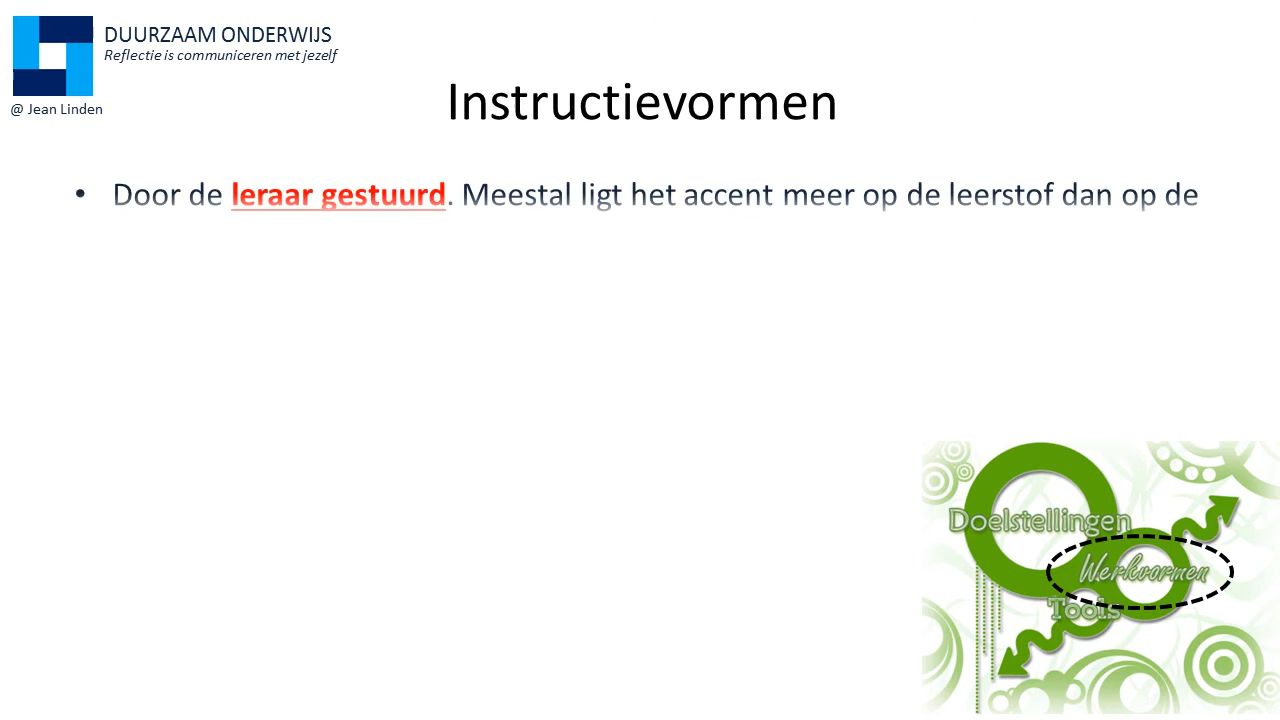 DUURZAAM ONDERWIJS
Reflectie is communiceren met jezelf
@ Jean Linden
Instructievormen
• Door de leraar gestuurd. Meestal ligt het accent meer op de leerstof dan op de
Doelstellingen
Werkvormen
Tools